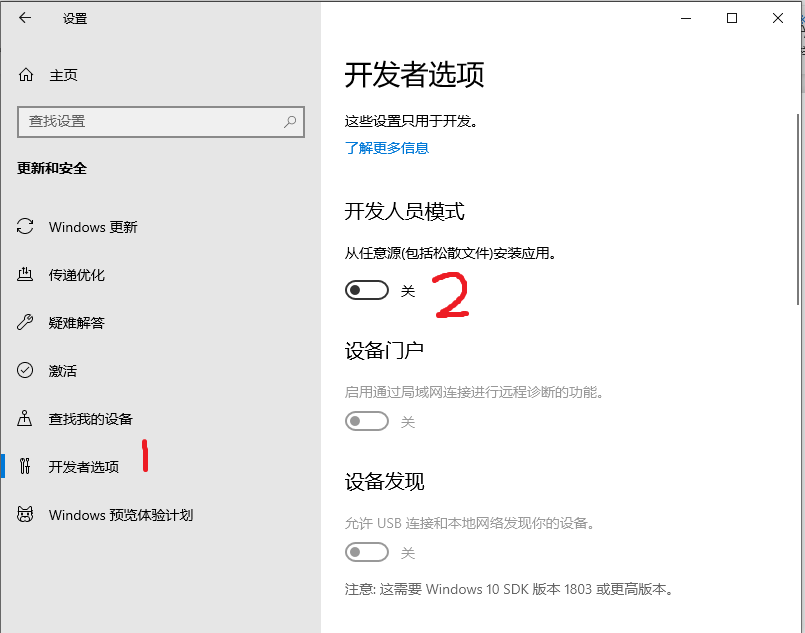 设置
主页
查找设置
更新和安全
Windows 更新
传递优化
疑难解答
激活
查找我的设备
开发者选项 1
Windows 预览体验计划
开发者选项
这些设置只用于开发。
了解更多信息
开发人员模式
从任意源(包括松散文件)安装应用。
关 2
设备门户
启用通过局域网连接进行远程诊断的功能。
关
设备发现
允许 USB 连接和本地网络发现你的设备。
关
注意: 这需要 Windows 10 SDK 版本 1803 或更高版本。